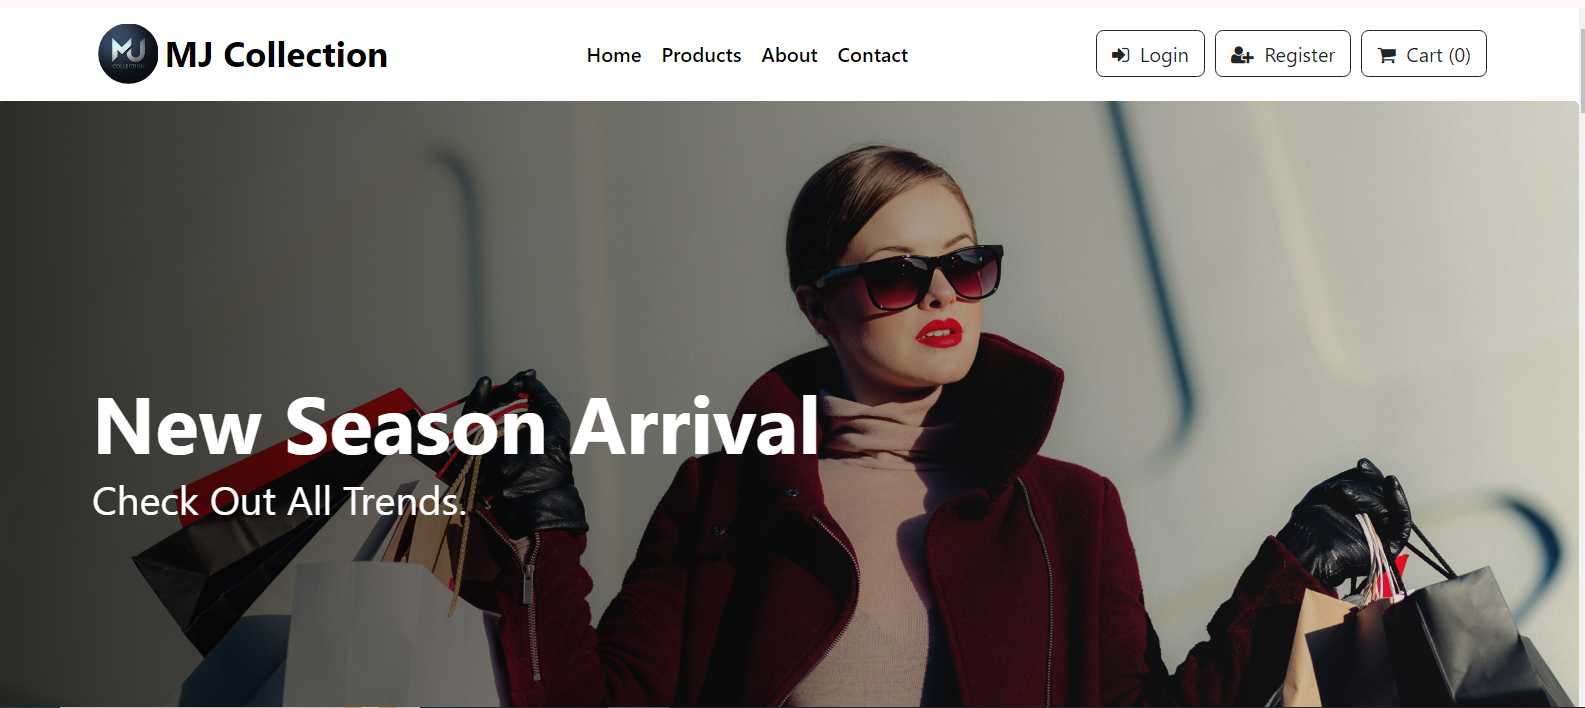 MJ
COLLECTION
MJ Collection
Home Products About Contact
Login Register Cart (0)
New Season Arrival
Check Out All Trends.